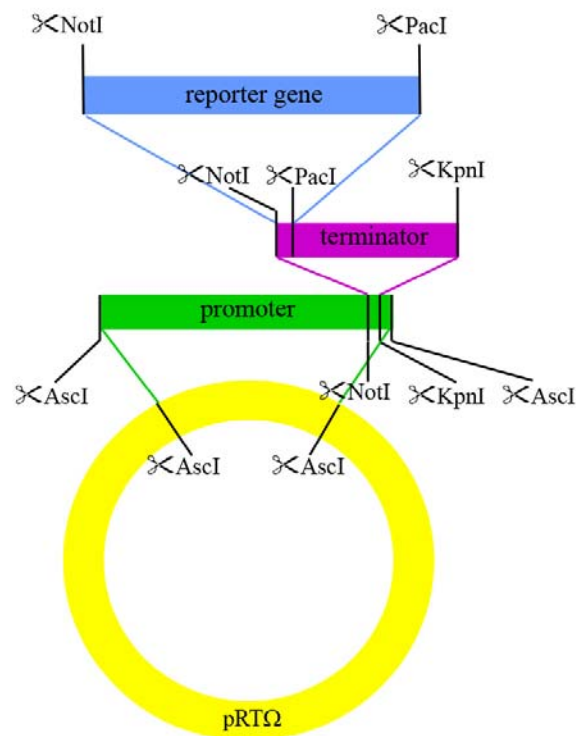 ✂NotI ✂PacI
reporter gene
✂NotI ✂PacI ✂KpnI
terminator
promoter
✂AscI ✂NotI ✂KpnI ✂AscI
✂AscI ✂AscI
pRTΩ